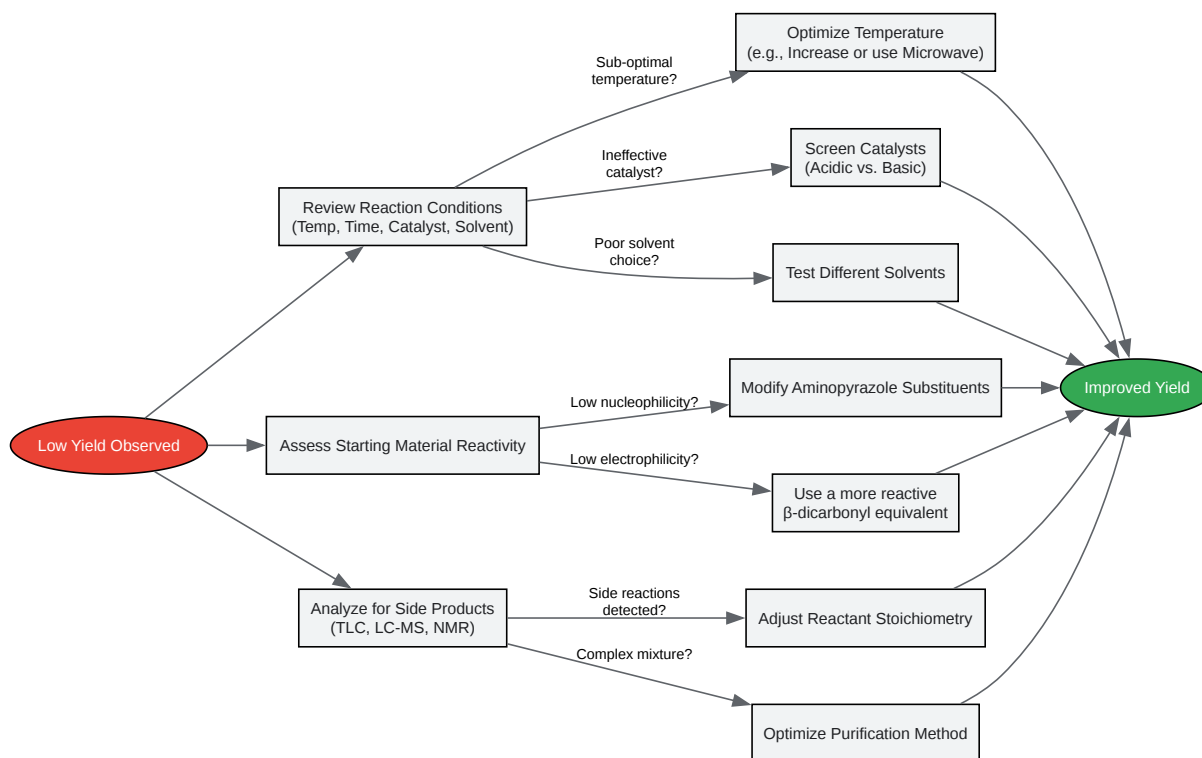 Optimize Temperature
(e.g., Increase or use Microwave)
Sub-optimal
temperature?
Ineffective
catalyst?
Screen Catalysts
(Acidic vs. Basic)
Review Reaction Conditions
(Temp, Time, Catalyst, Solvent)
Poor solvent
choice?
Test Different Solvents
Modify Aminopyrazole Substituents
Improved Yield
Low nucleophilicity?
Low Yield Observed
Assess Starting Material Reactivity
Low electrophilicity?
Use a more reactive
β-dicarbonyl equivalent
Side reactions
detected?
Analyze for Side Products
(TLC, LC-MS, NMR)
Adjust Reactant Stoichiometry
Complex mixture?
Optimize Purification Method